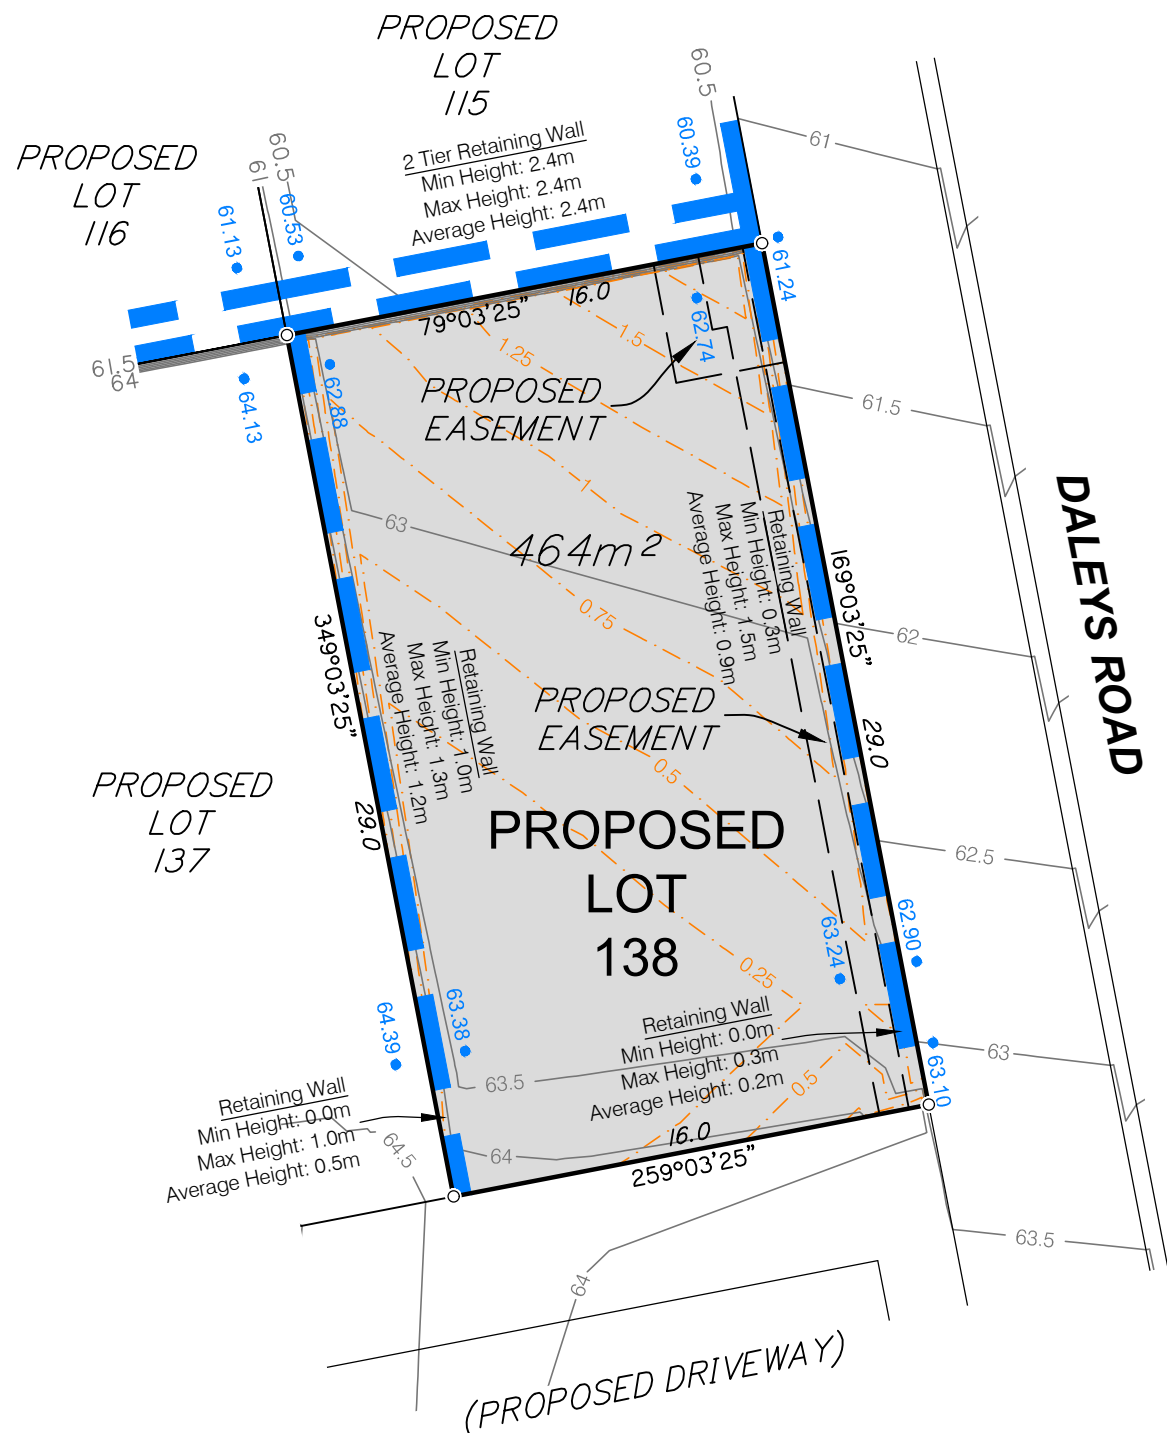 PROPOSED
LOT
115
PROPOSED
LOT
116
2 Tier Retaining Wall
Min Height: 2.4m
Max Height: 2.4m
Average Height: 2.4m
60.5
60.39
61
60.5
61
60.53
61.13
61.24
61.5
64
64.13
62.88
79°03'25"
16.0
62.74
1.5
1.25
PROPOSED
EASEMENT
61.5
1
63
464m²
Retaining Wall
Min Height: 0.3m
Max Height: 1.5m
Average Height: 0.9m
169°03'25"
29.0
DALEYS ROAD
0.75
62
349°03'25"
29.0
Retaining Wall
Min Height: 1.0m
Max Height: 1.3m
Average Height: 1.2m
PROPOSED
EASEMENT
0.5
PROPOSED
LOT
137
PROPOSED
LOT
138
62.5
62.90
63.24
0.25
63.38
64.39
Retaining Wall
Min Height: 0.0m
Max Height: 0.3m
Average Height: 0.2m
63
63.10
63.5
0.5
Retaining Wall
Min Height: 0.0m
Max Height: 1.0m
Average Height: 0.5m
64.5
64
16.0
259°03'25"
63.5
64
(PROPOSED DRIVEWAY)